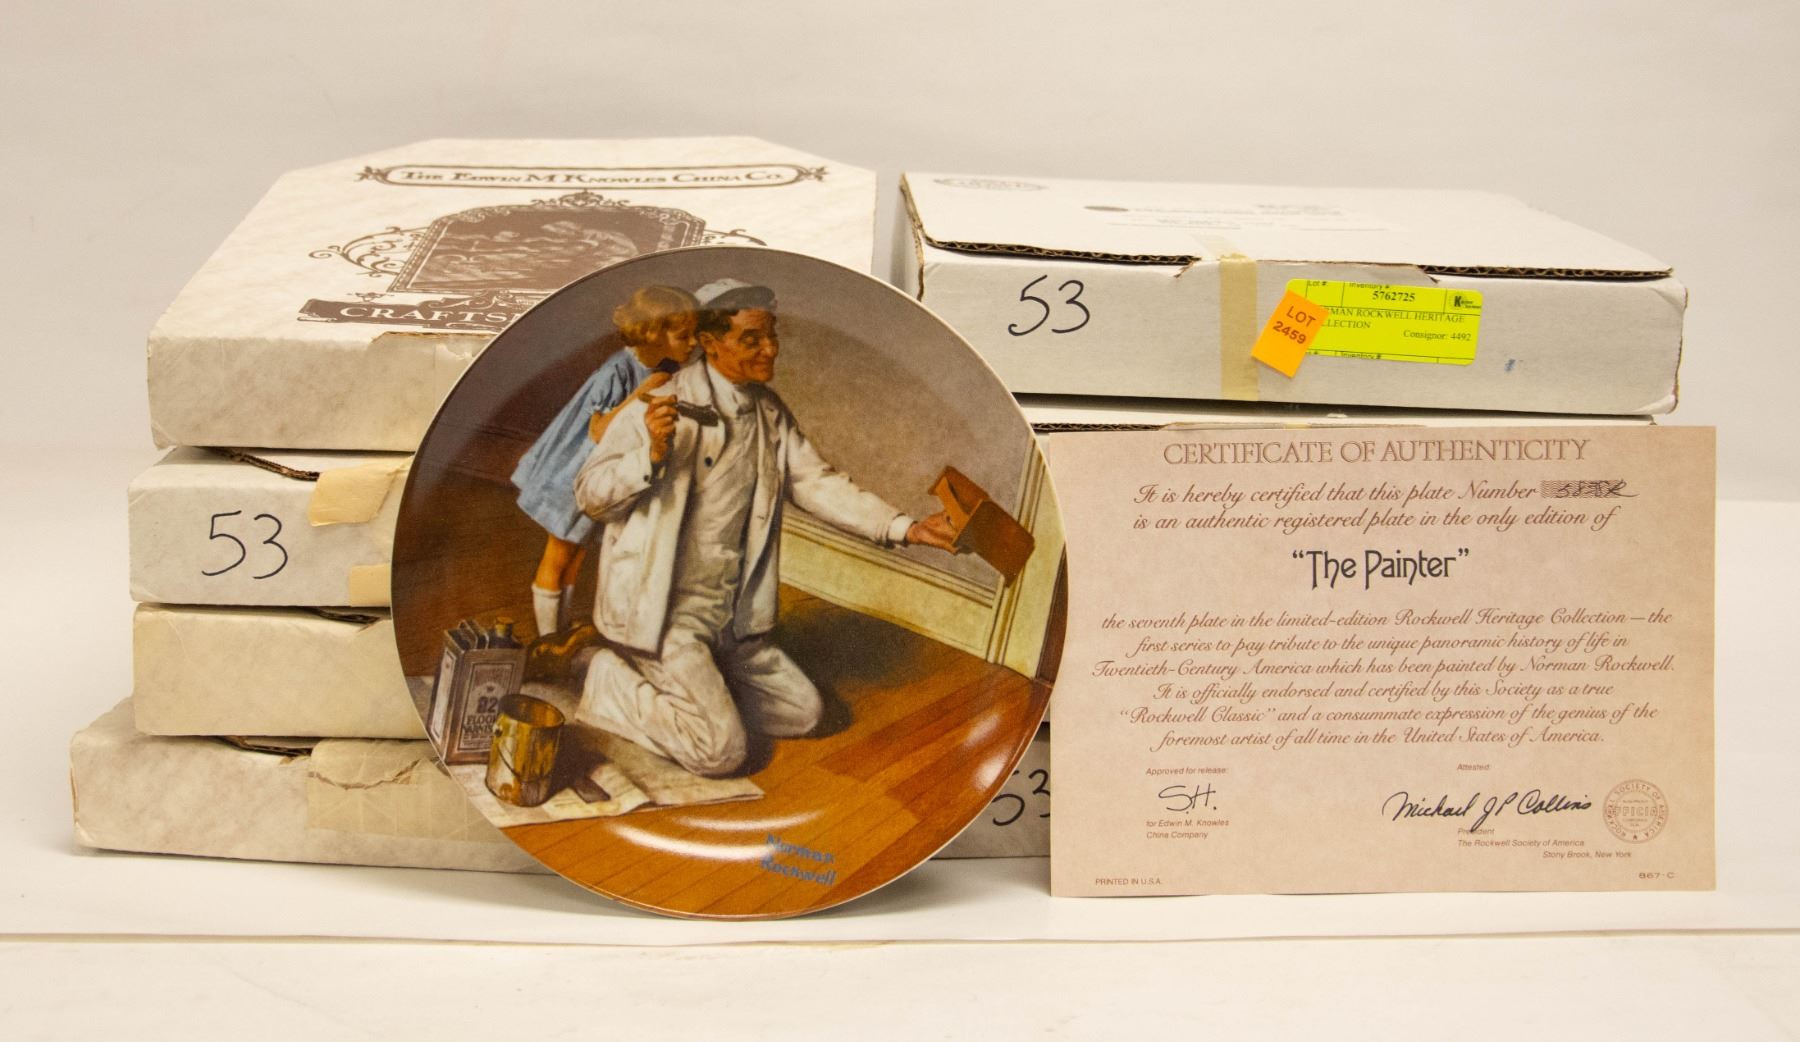 THE EDWIN M KNOWLES CHINA CO.
53
Lot # Inventory #
5762725
MAN ROCKWELL HERITAGE
LLECTION
Consignor: 4492
Inventory #
LOT
2459
53
82
FLOOR
Norman
Rockwell
53
CERTIFICATE OF AUTHENTICITY
It is hereby certified that this plate Number
is an authentic registered plate in the only edition of
“The Painter”
the seventh plate in the limited-edition Rockwell Heritage Collection — the
first series to pay tribute to the unique panoramic history of life in
Twentieth-Century America which has been painted by Norman Rockwell.
It is officially endorsed and certified by this Society as a true
“Rockwell Classic” and a consummate expression of the genius of the
foremost artist of all time in the United States of America.
Approved for release:
SH.
for Edwin M. Knowles
China Company
Attested:
Michael J P Collins
President
The Rockwell Society of America
Stony Brook, New York
PRINTED IN U.S.A.
867-C